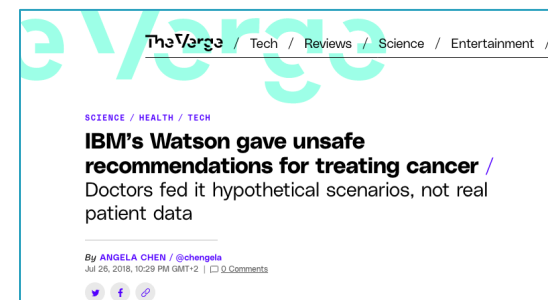 e Verge
The Verge / Tech / Reviews / Science / Entertainment /
SCIENCE / HEALTH / TECH
IBM’s Watson gave unsafe
recommendations for treating cancer /
Doctors fed it hypothetical scenarios, not real
patient data
By ANGELA CHEN / @chengela
Jul 26, 2018, 10:29 PM GMT+2 | 0 Comments